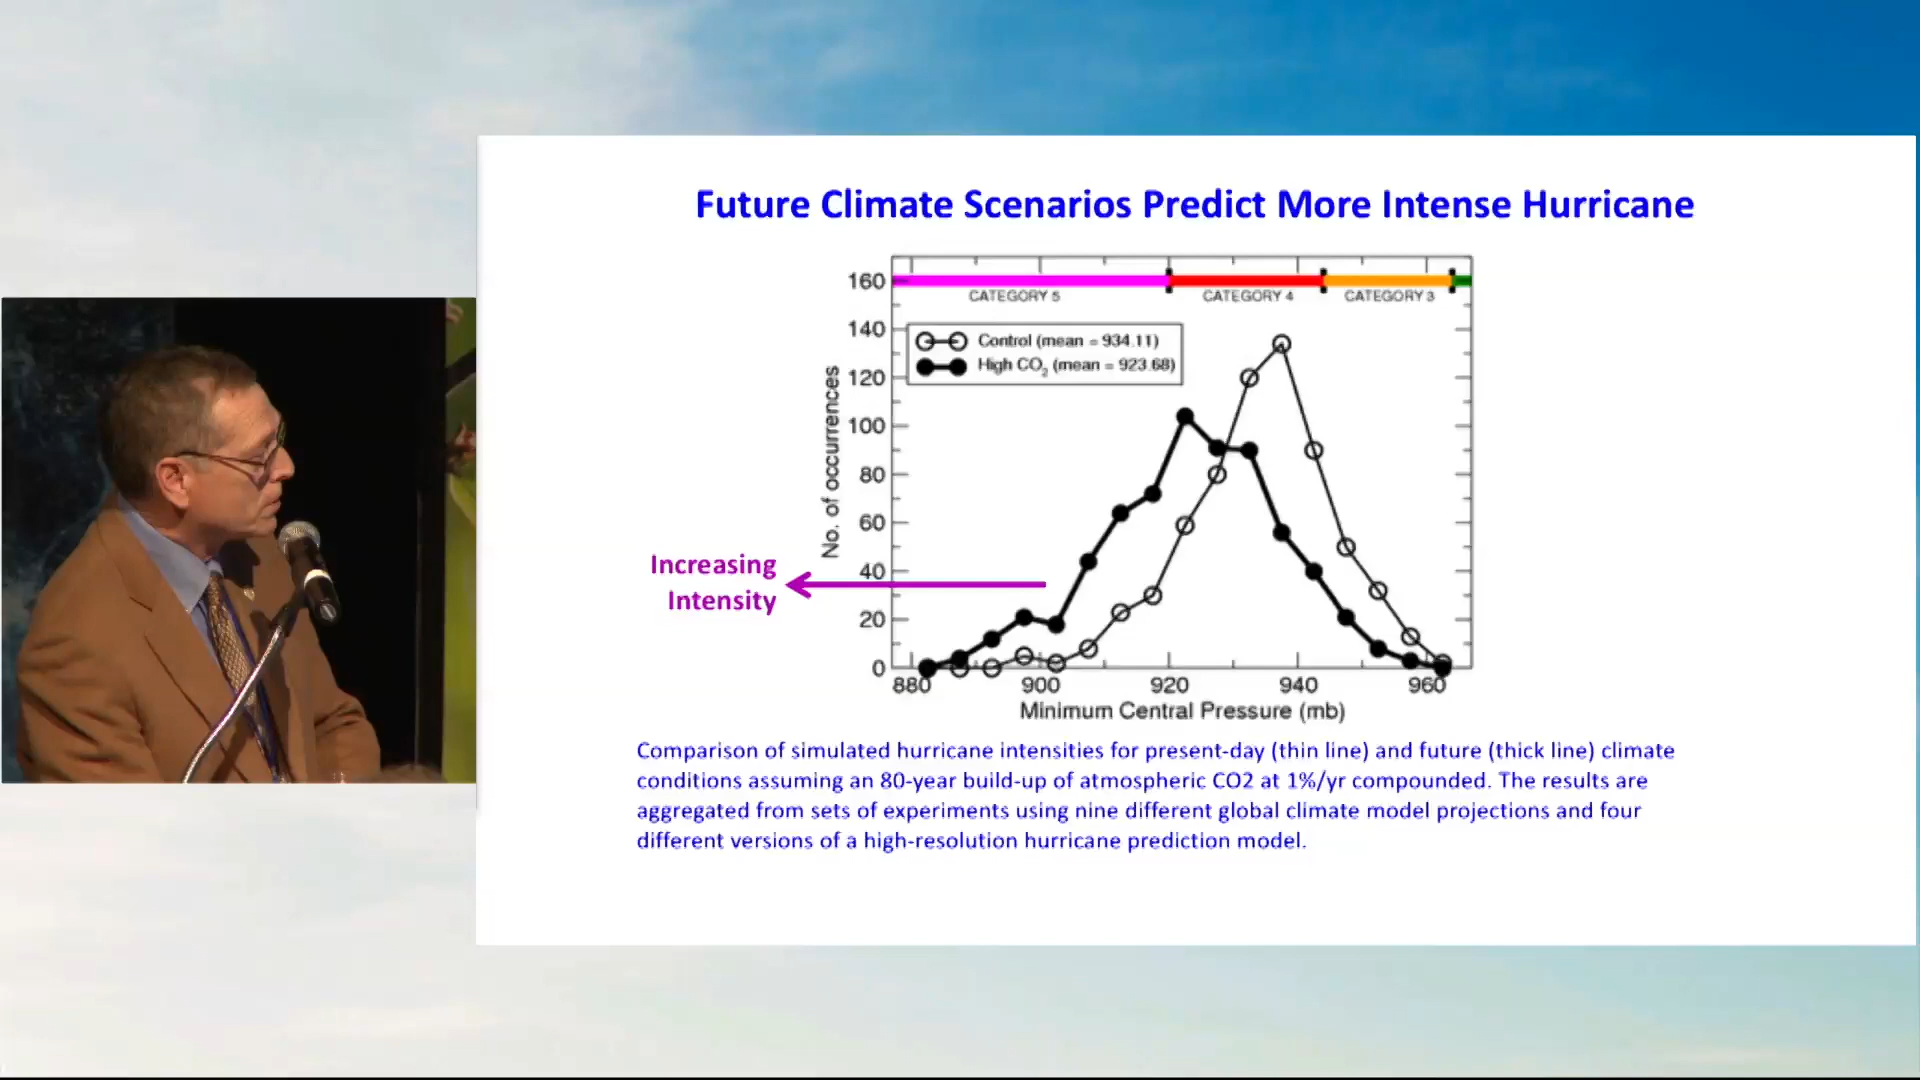 Future Climate Scenarios Predict More Intense Hurricane
160
140
120
100
80
60
40
20
0
No. of occurrences
CATEGORY 5
CATEGORY 4
CATEGORY 3
Control (mean = 934.11)
High CO2 (mean = 923.68)
Increasing
Intensity
880
900
920
940
960
Minimum Central Pressure (mb)
Comparison of simulated hurricane intensities for present-day (thin line) and future (thick line) climate
conditions assuming an 80-year build-up of atmospheric CO2 at 1%/yr compounded. The results are
aggregated from sets of experiments using nine different global climate model projections and four
different versions of a high-resolution hurricane prediction model.